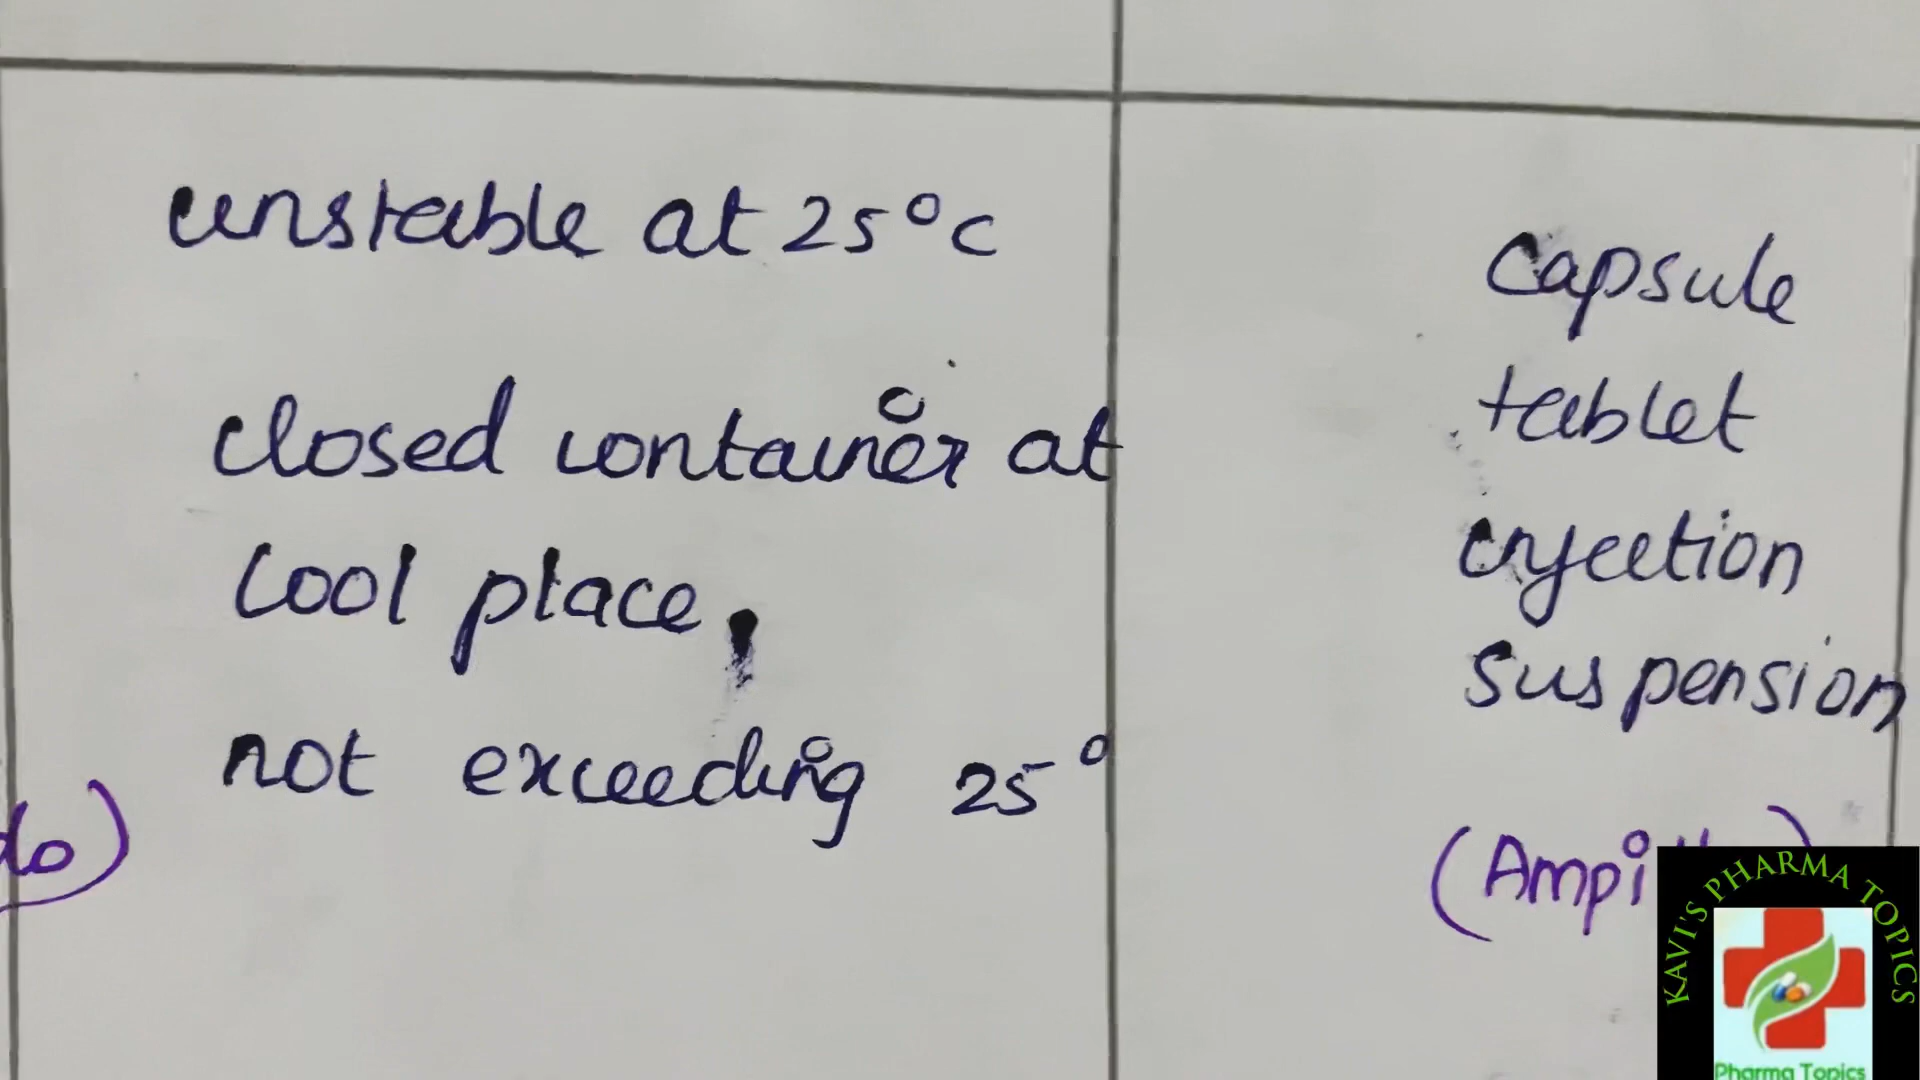 unstable at 25°C
closed container at
cool place,
not exceeding 25°
capsule
tablet
injection
suspension
KAVI'S PHARMA TOPICS
Pharma Topics